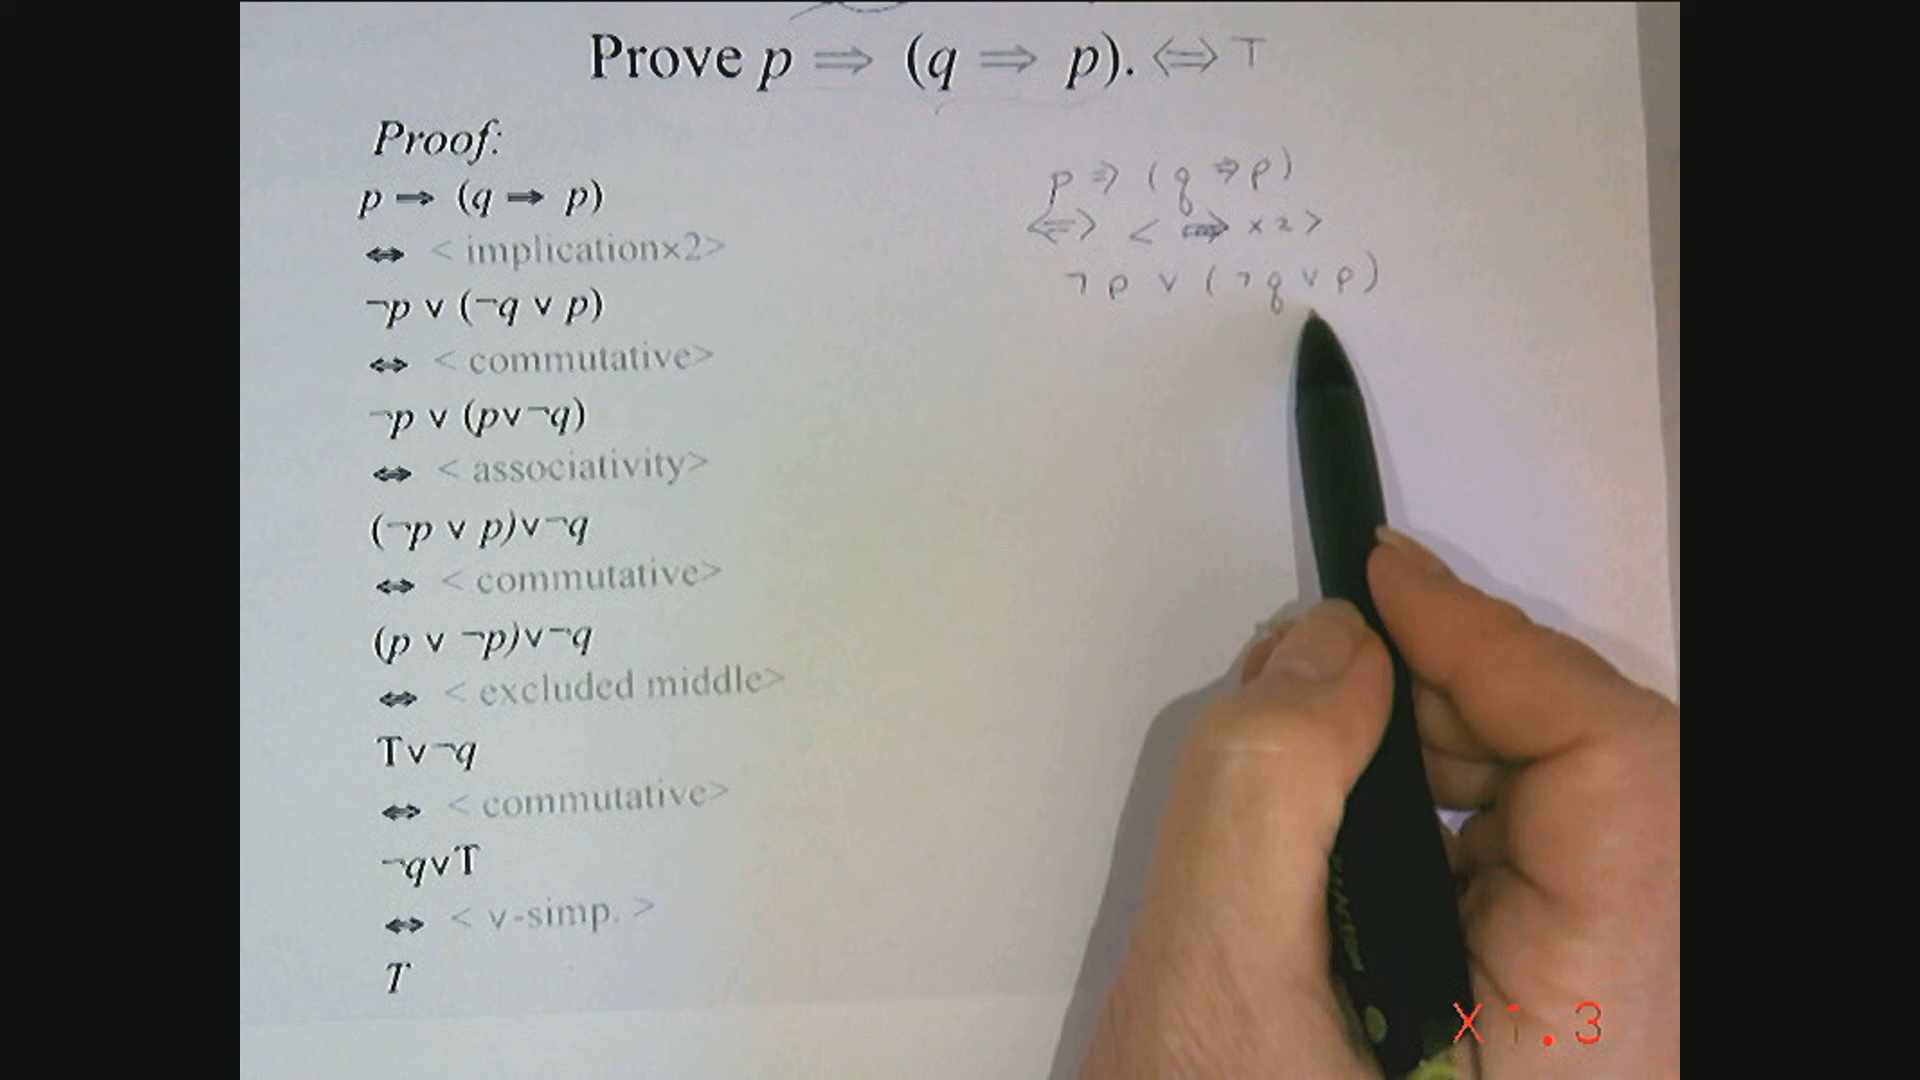 Prove p ⇒ (q ⇒ p). ⇔ T
Proof:
p ⇒ (q ⇒ p)
⇔ < implication×2>
¬p ∨ (¬q ∨ p)
⇔ < commutative>
¬p ∨ (p∨¬q)
⇔ < associativity>
(¬p ∨ p)∨¬q
⇔ < commutative>
(p ∨ ¬p)∨¬q
⇔ < excluded middle>
T∨¬q
⇔ < commutative>
¬q∨T
⇔ < ∨-simp. >
T
p ⇒ (q ⇒ p)
⇔ < ⇒ ×2 >
¬p ∨ (¬q ∨ p)
X1.3